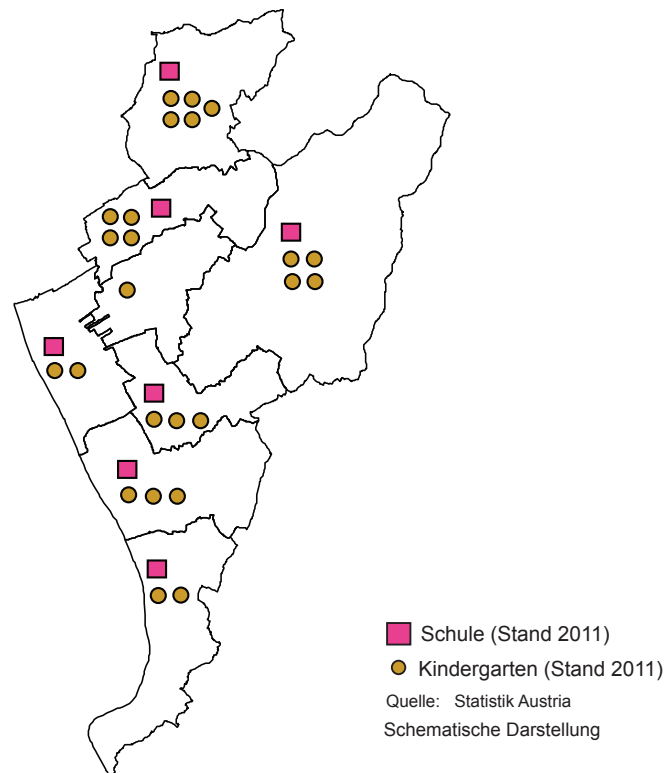 Schule (Stand 2011)
Kindergarten (Stand 2011)
Quelle: Statistik Austria
Schematische Darstellung